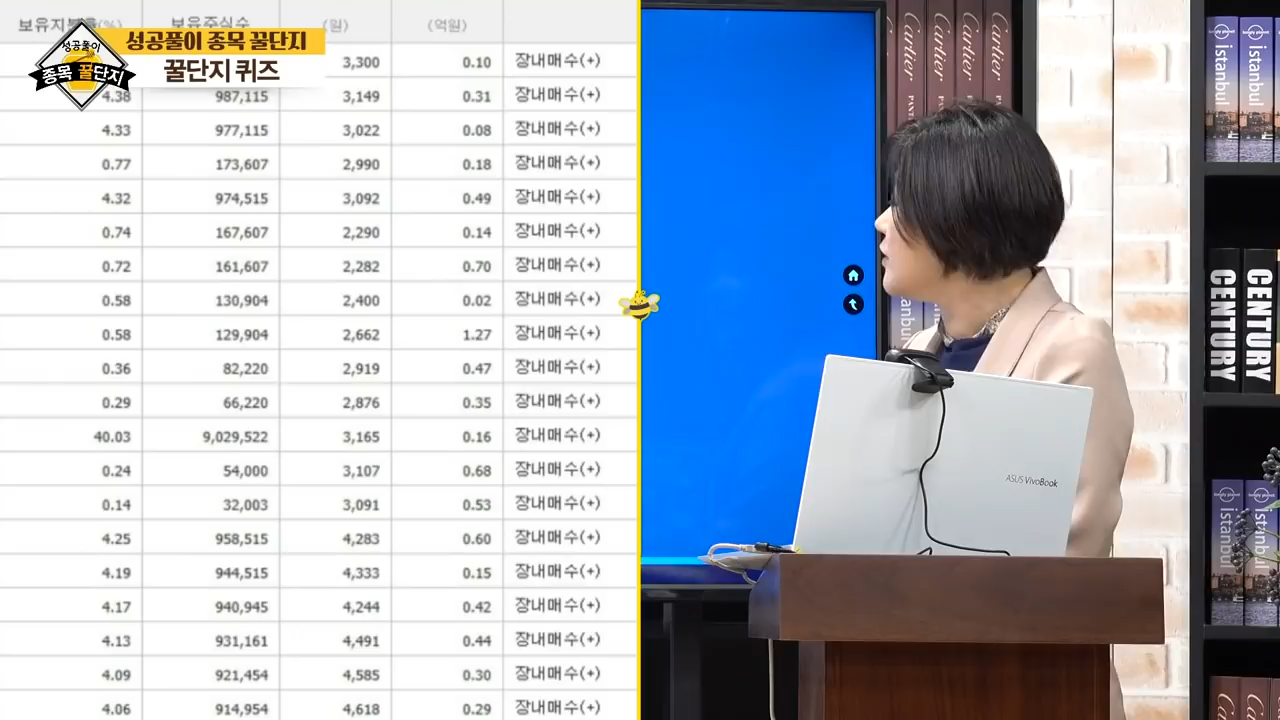 보유지분율(%) 보유주식수 (원) (억원)
성공풀이
종목 꿀단지
성공풀이 종목 꿀단지
꿀단지 퀴즈
3,300 0.10 장내매수(+)
4.38 987,115 3,149 0.31 장내매수(+)
4.33 977,115 3,022 0.08 장내매수(+)
0.77 173,607 2,990 0.18 장내매수(+)
4.32 974,515 3,092 0.49 장내매수(+)
0.74 167,607 2,290 0.14 장내매수(+)
0.72 161,607 2,282 0.70 장내매수(+)
0.58 130,904 2,400 0.02 장내매수(+)
0.58 129,904 2,662 1.27 장내매수(+)
0.36 82,220 2,919 0.47 장내매수(+)
0.29 66,220 2,876 0.35 장내매수(+)
40.03 9,029,522 3,165 0.16 장내매수(+)
0.24 54,000 3,107 0.68 장내매수(+)
0.14 32,003 3,091 0.53 장내매수(+)
4.25 958,515 4,283 0.60 장내매수(+)
4.19 944,515 4,333 0.15 장내매수(+)
4.17 940,945 4,244 0.42 장내매수(+)
4.13 931,161 4,491 0.44 장내매수(+)
4.09 921,454 4,585 0.30 장내매수(+)
4.06 914,954 4,618 0.29 장내매수(+)
Cartier
Cartier
Cartier
Cartier
istanbul
istanbul
istanbul
CENTURY
CENTURY
ASUS VivoBook
istanbul
istanbul